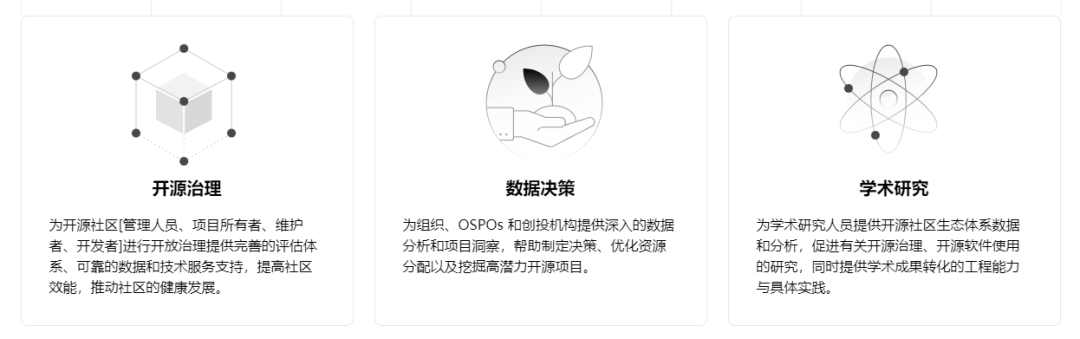 开源治理
为开源社区[管理人员、项目所有者、维护
者、开发者]进行开放治理提供完善的评估体
系、可靠的数据和技术服务支持，提高社区
效能，推动社区的健康发展。
数据决策
为组织、OSPOs 和创投机构提供深入的数据
分析和项目洞察，帮助制定决策、优化资源
分配以及挖掘高潜力开源项目。
学术研究
为学术研究人员提供开源社区生态体系数据
和分析，促进有关开源治理、开源软件使用
的研究，同时提供学术成果转化的工程能力
与具体实践。